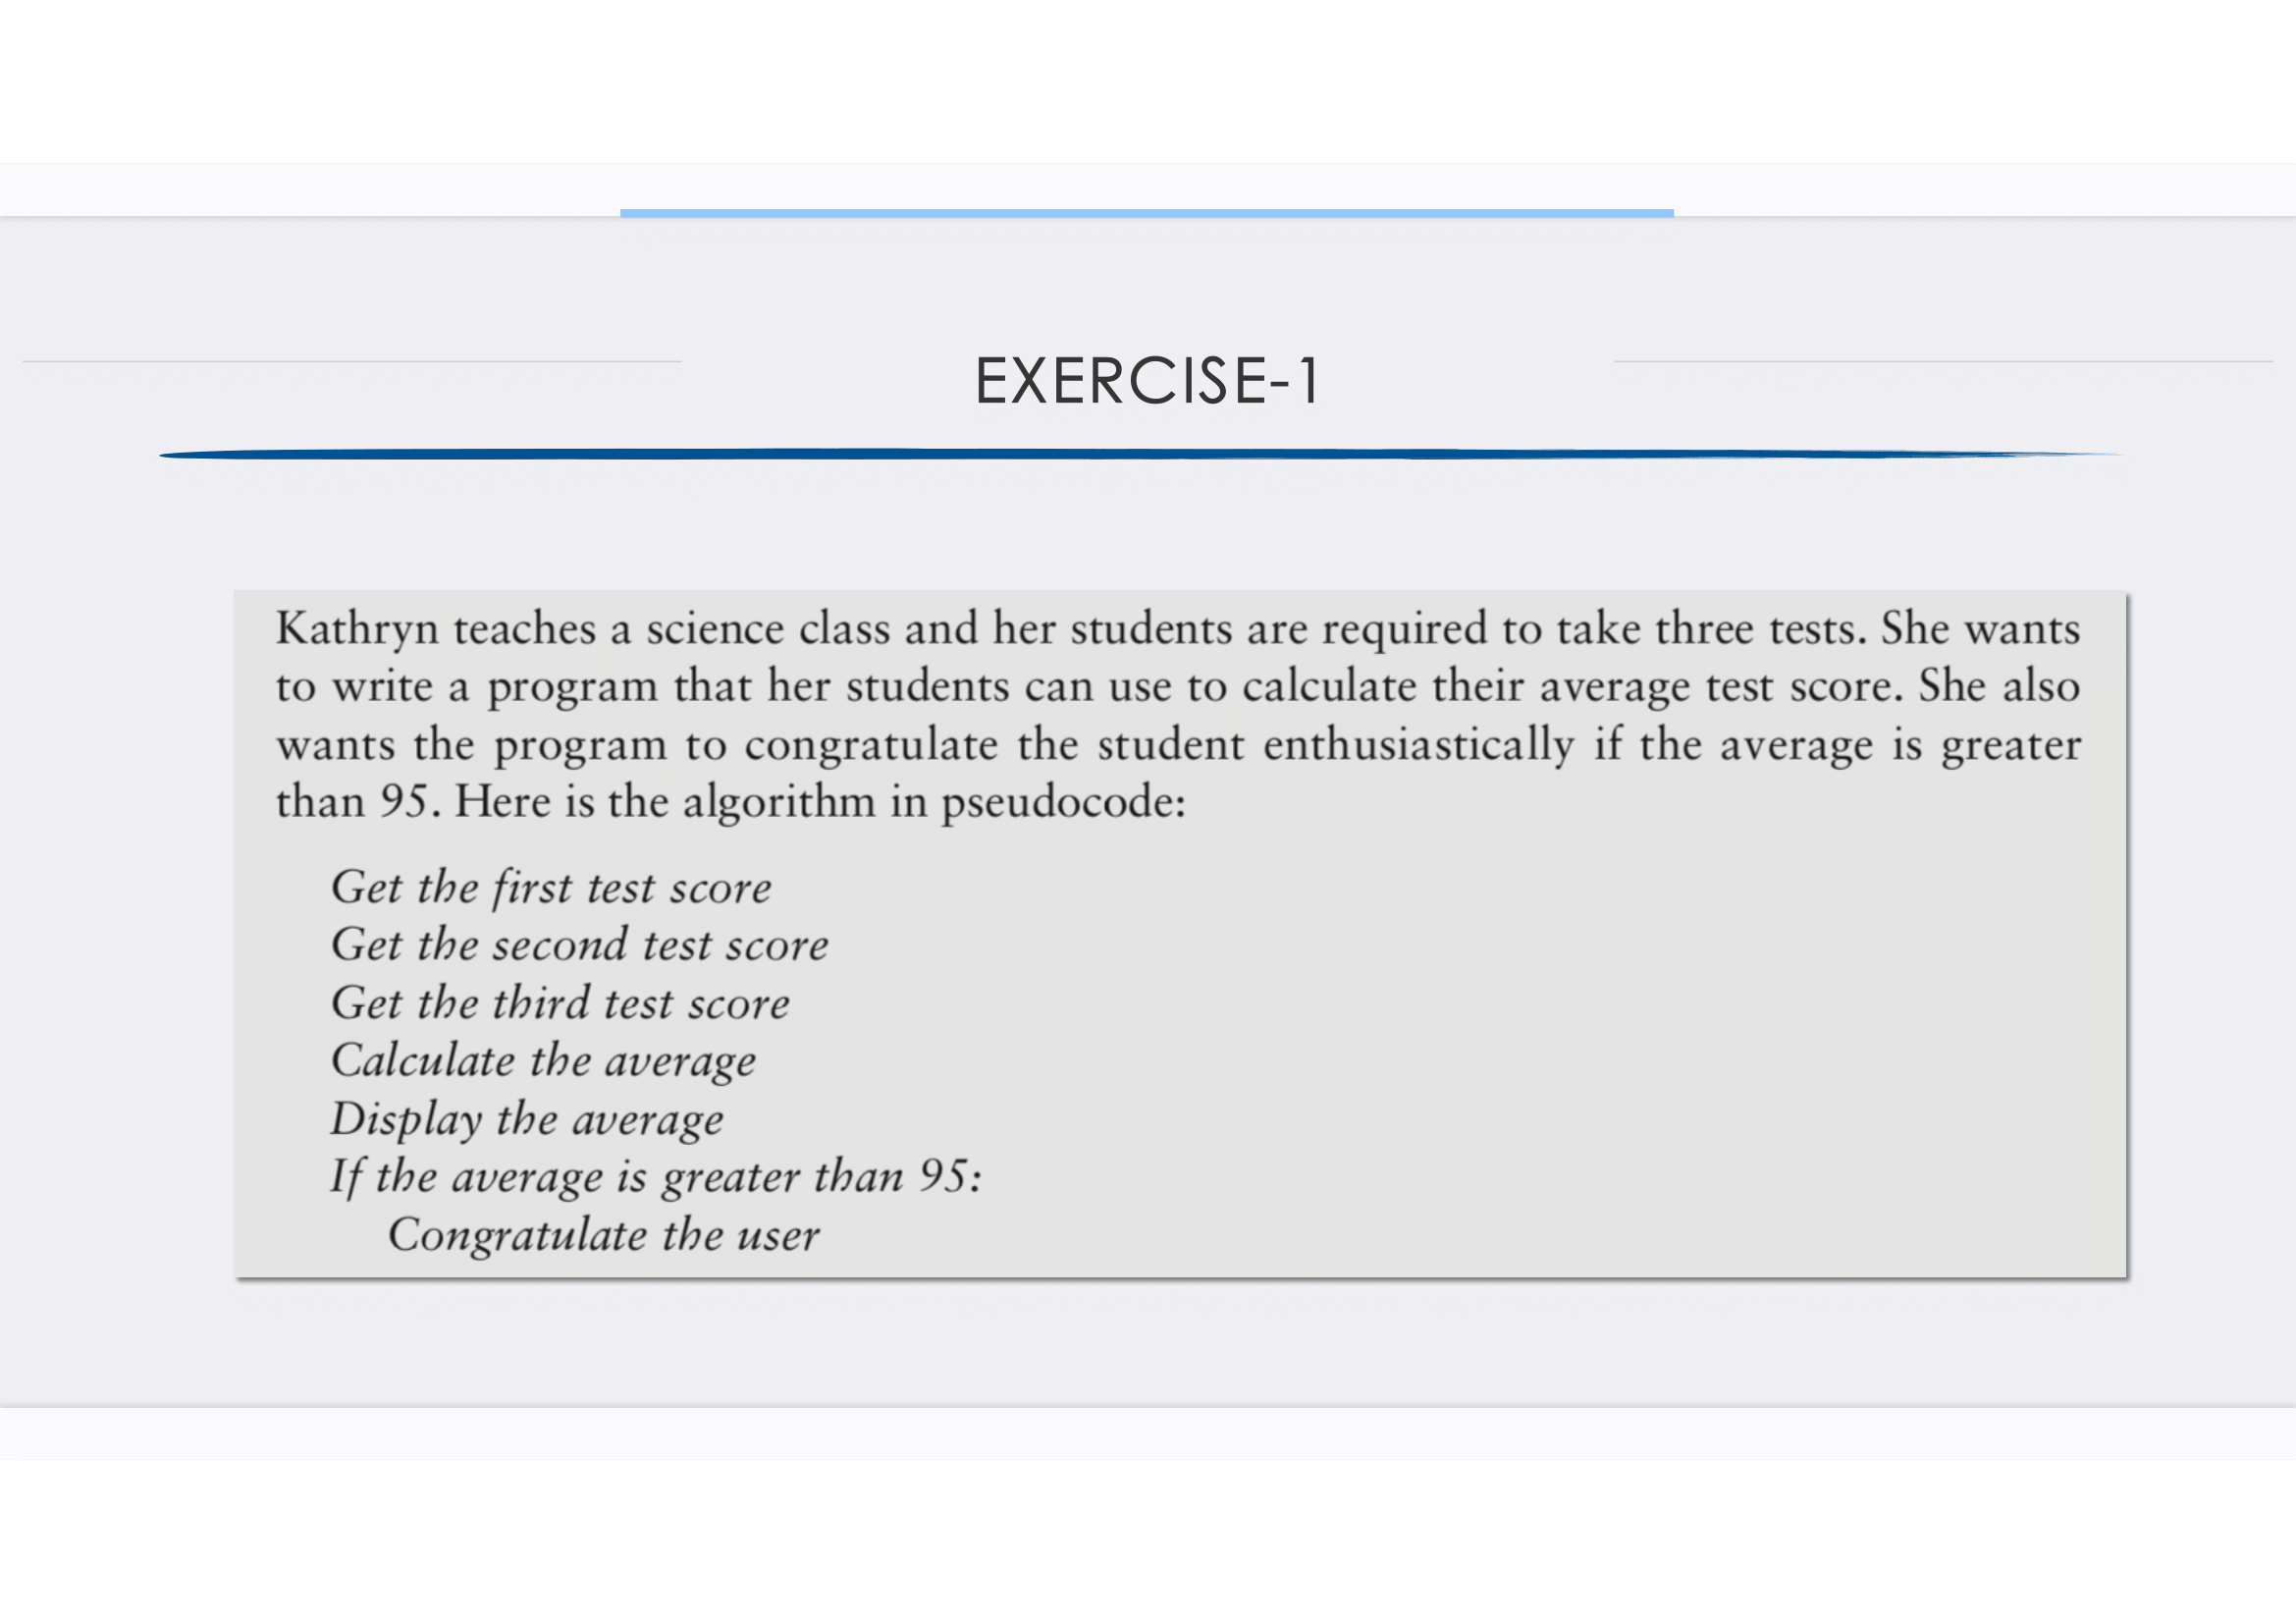 EXERCISE-1
Kathryn teaches a science class and her students are required to take three tests. She wants
to write a program that her students can use to calculate their average test score. She also
wants the program to congratulate the student enthusiastically if the average is greater
than 95. Here is the algorithm in pseudocode:
Get the first test score
Get the second test score
Get the third test score
Calculate the average
Display the average
If the average is greater than 95:
Congratulate the user